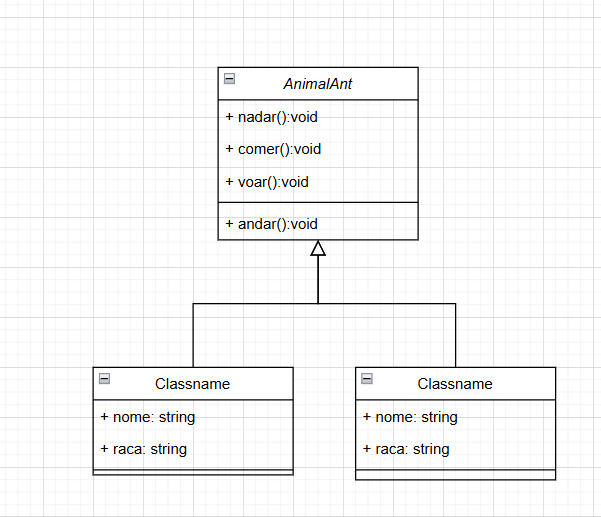 AnimalAnt
+ nadar():void
+ comer():void
+ voar():void
+ andar():void
Classname
+ nome: string
+ raca: string
Classname
+ nome: string
+ raca: string